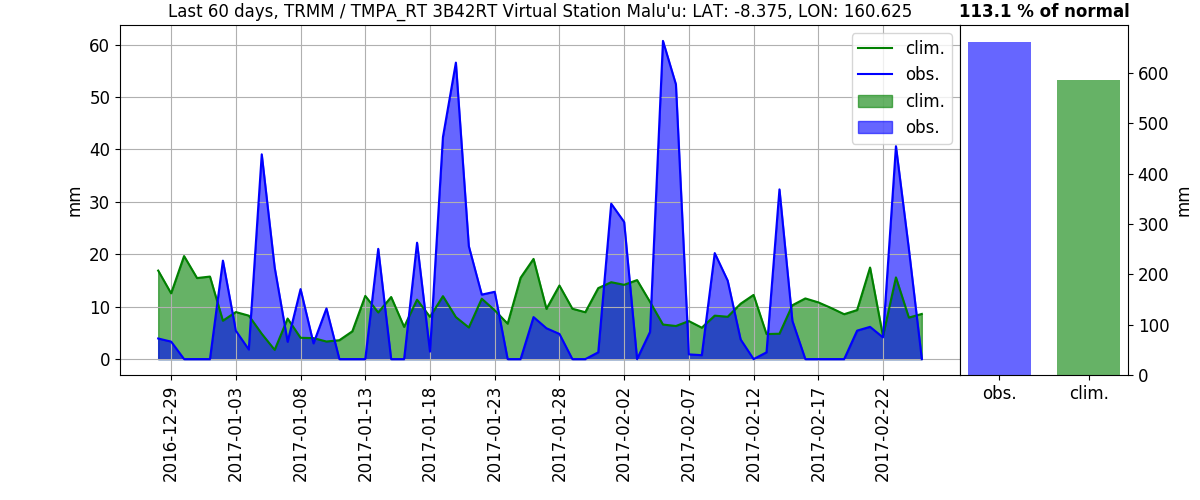 Last 60 days, TRMM / TMPA_RT 3B42RT Virtual Station Malu'u: LAT: -8.375, LON: 160.625
113.1 % of normal
clim.
obs.
clim.
obs.
mm
60
50
40
30
20
10
0
2016-12-29
2017-01-03
2017-01-08
2017-01-13
2017-01-18
2017-01-23
2017-01-28
2017-02-02
2017-02-07
2017-02-12
2017-02-17
2017-02-22
600
500
400
300
200
100
0
mm
obs.
clim.